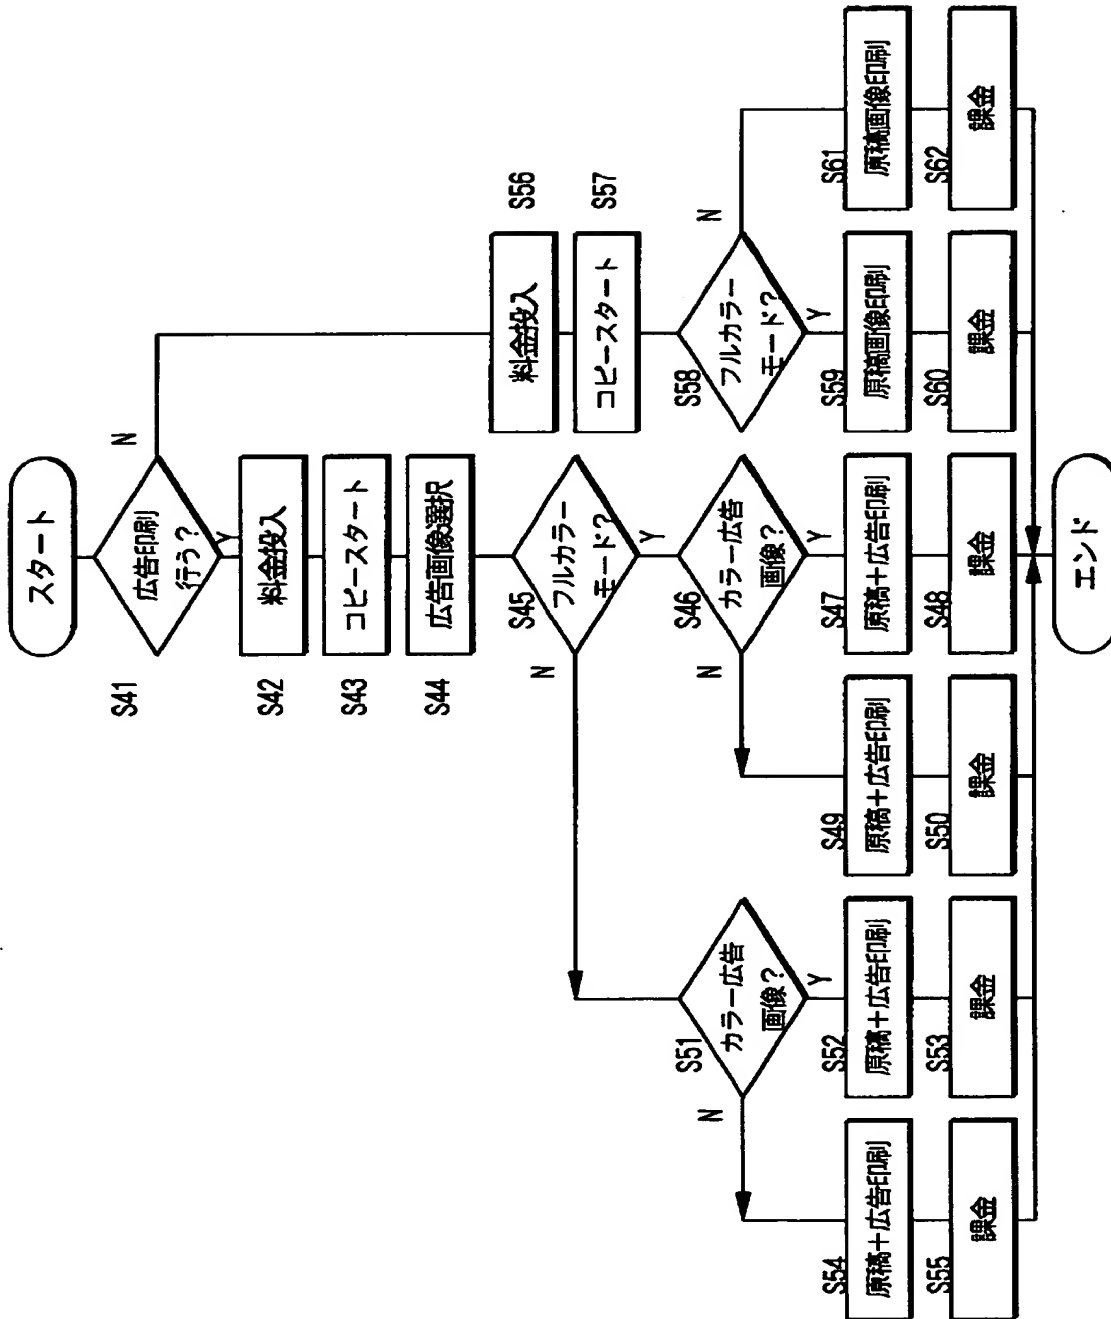 スタート
S41
広告印刷
行う?
N
Y
S42
料金投入
S43
コピースタート
S44
広告画像選択
S56
料金投入
S57
コピースタート
S45
フルカラー
モード?
N
Y
S51
カラー広告
画像?
N
Y
S46
カラー広告
画像?
N
Y
S58
フルカラー
モード?
N
Y
S54
原稿+広告印刷
S52
原稿+広告印刷
S49
原稿+広告印刷
S47
原稿+広告印刷
S59
原稿画像印刷
S61
原稿画像印刷
S55
課金
S53
課金
S50
課金
S48
課金
S60
課金
S62
課金
エンド